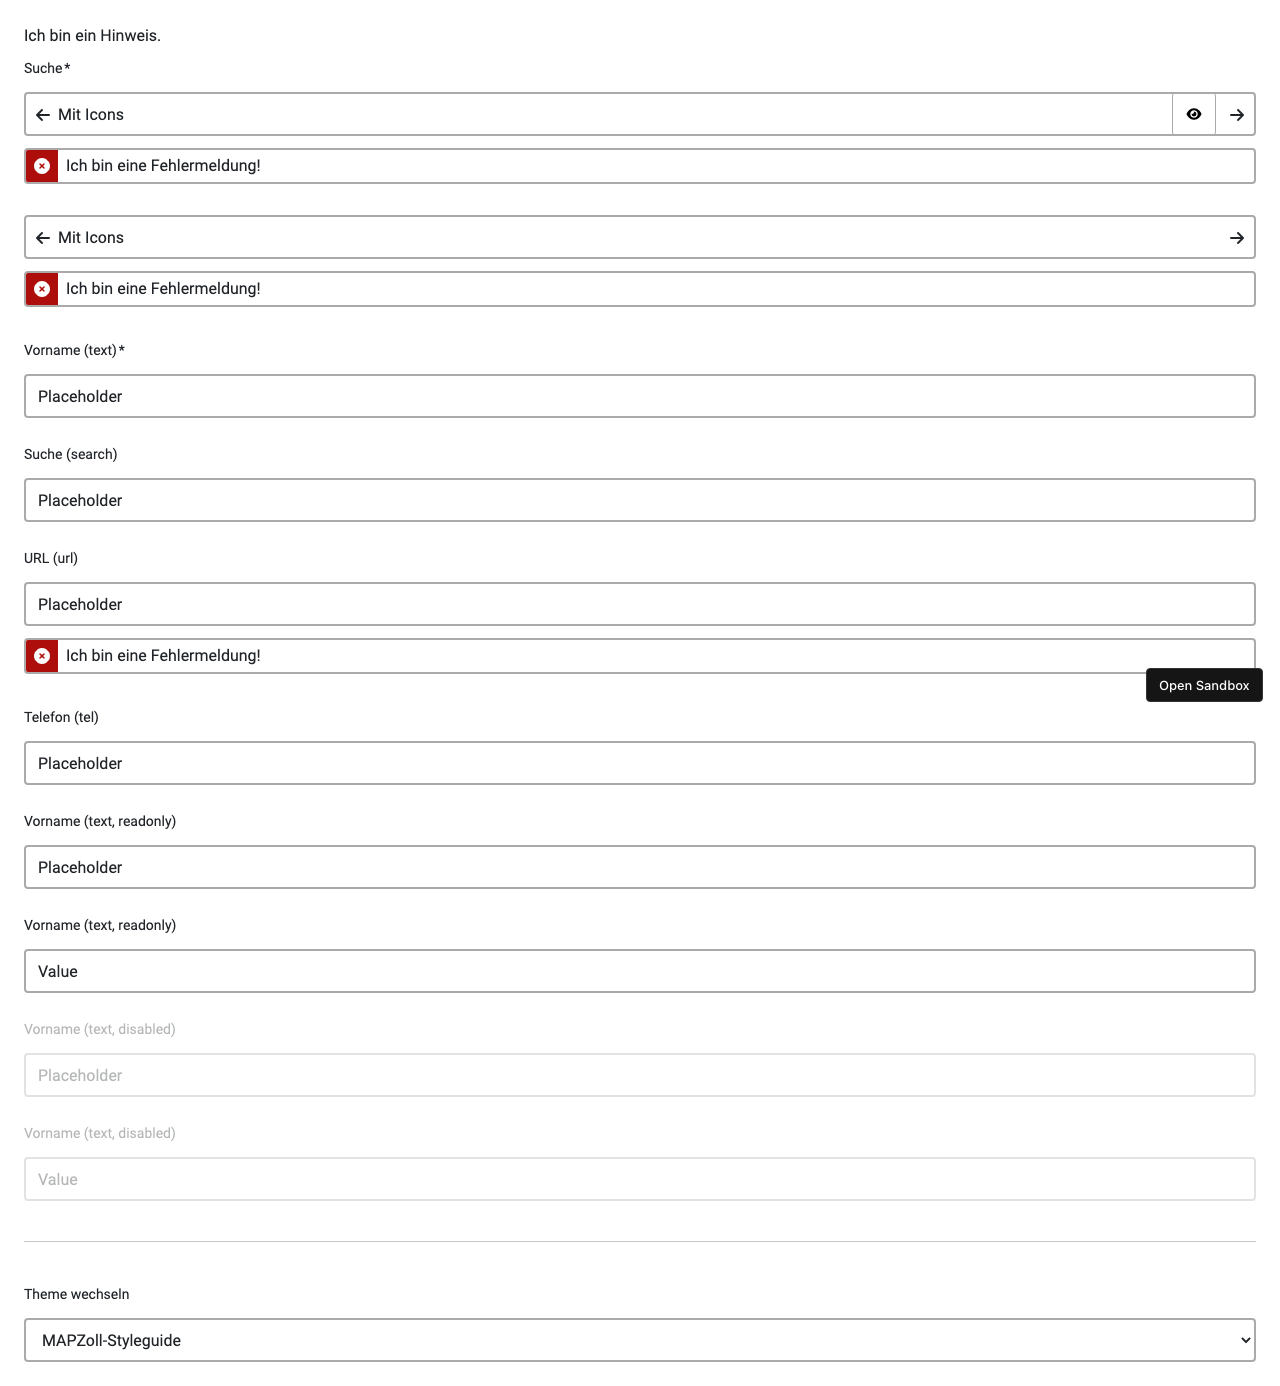 Ich bin ein Hinweis.
Suche*
Mit Icons
Ich bin eine Fehlermeldung!
Mit Icons
Ich bin eine Fehlermeldung!
Vorname (text)*
Placeholder
Suche (search)
Placeholder
URL (url)
Placeholder
Ich bin eine Fehlermeldung!
Open Sandbox
Telefon (tel)
Placeholder
Vorname (text, readonly)
Placeholder
Vorname (text, readonly)
Value
Vorname (text, disabled)
Placeholder
Vorname (text, disabled)
Value
Theme wechseln
MAPZoll-Styleguide